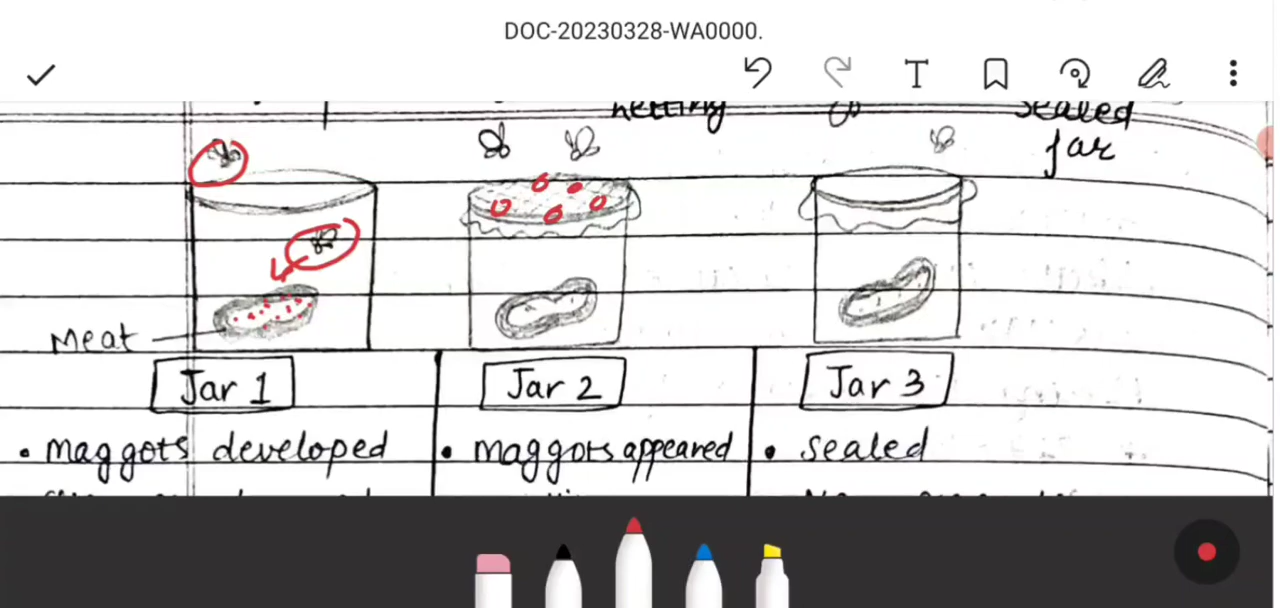 DOC-20230328-WA0000.
T
netting
sealed
jar
Meat
Jar 1
Jar 2
Jar 3
• maggots developed
• maggots appeared
• sealed